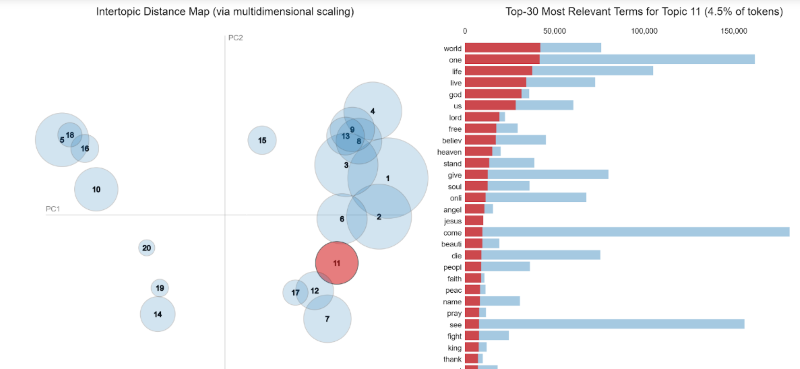 Intertopic Distance Map (via multidimensional scaling)
PC2
PC1
4
9
13
8
3
1
15
5
18
16
10
6
2
20
11
19
17
12
14
7
Top-30 Most Relevant Terms for Topic 11 (4.5% of tokens)
0 50,000 100,000 150,000
world
one
life
live
god
us
lord
free
believ
heaven
stand
give
soul
onli
angel
jesus
come
beauti
die
peopl
faith
peac
name
pray
see
fight
king
thank